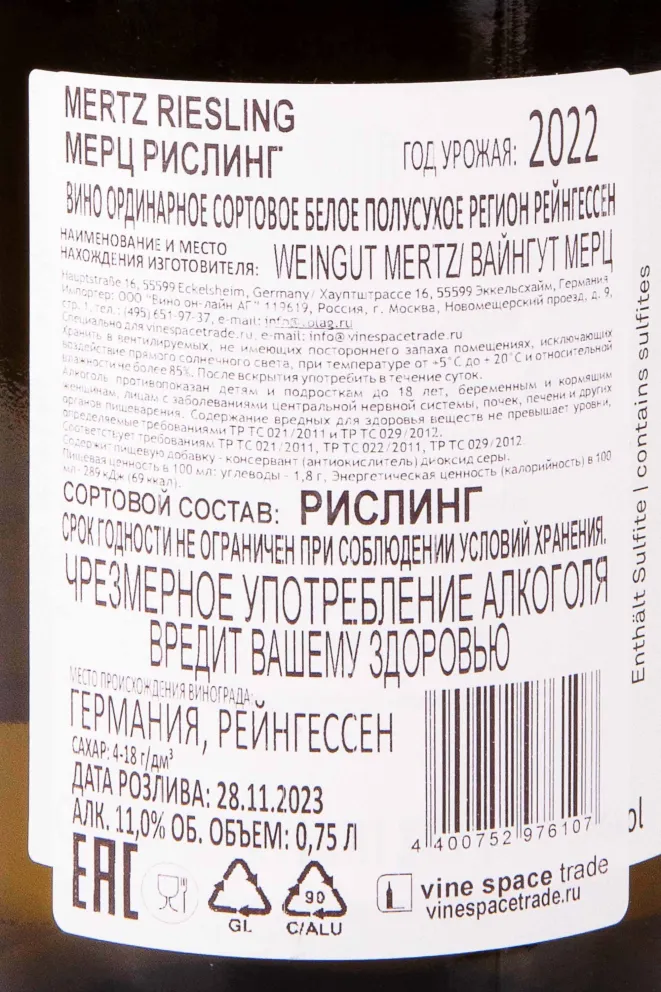 MERTZ RIESLING
МЕРЦ РИСЛИНГ
ГОД УРОЖАЯ: 2022
ВИНО ОРДИНАРНОЕ СОРТОВОЕ БЕЛОЕ ПОЛУСУХОЕ РЕГИОН РЕЙНГЕССЕН
НАИМЕНОВАНИЕ И МЕСТО
НАХОЖДЕНИЯ ИЗГОТОВИТЕЛЯ: WEINGUT MERTZ/ ВАЙНГУТ МЕРЦ
Hauptstraße 16, 55599 Eckelsheim, Germany/ Хауптштрассе 16, 55599 Эккельсхайм, Германия
Импортер: ООО "Вино он-лайн АГ" 119619, Россия, г. Москва, Новомещерский проезд, д. 9,
стр. 1, тел.: (495) 651-97-37, e-mail:
Специально для vinespacetrade.ru, e-mail: info@vinespacetrade.ru
Хранить в вентилируемых, не имеющих постороннего запаха помещениях, исключающих
воздействие прямого солнечного света, при температуре от +5°С до + 20°С и относительной
влажности не более 85%. После вскрытия употребить в течение суток.
Алкоголь противопоказан детям и подросткам до 18 лет, беременным и кормящим
женщинам, лицам с заболеваниями центральной нервной системы, почек, печени и других
органов пищеварения. Содержание вредных для здоровья веществ не превышает уровни,
определяемые требованиями ТР ТС 021/2011 и ТР ТС 029/2012.
Соответствует требованиям ТР ТС 021/2011, ТР ТС 022/2011, ТР ТС 029/2012
Содержит пищевую добавку - консервант (антиокислитель) диоксид серы.
Пищевая ценность в 100 мл: углеводы - 1,8 г, Энергетическая ценность (калорийность) в 100
мл - 289 кДж (69 ккал).
СОРТОВОЙ СОСТАВ: РИСЛИНГ
СРОК ГОДНОСТИ НЕ ОГРАНИЧЕН ПРИ СОБЛЮДЕНИИ УСЛОВИЙ ХРАНЕНИЯ.
ЧРЕЗМЕРНОЕ УПОТРЕБЛЕНИЕ АЛКОГОЛЯ
ВРЕДИТ ВАШЕМУ ЗДОРОВЬЮ
МЕСТО ПРОИСХОЖДЕНИЯ ВИНОГРАДА:
ГЕРМАНИЯ, РЕЙНГЕССЕН
САХАР: 4-18 г/дм³
ДАТА РОЗЛИВА: 28.11.2023
АЛК. 11,0% ОБ. ОБЪЕМ: 0,75 Л
4 400752 976107
EAC
GL
90
C/ALU
vine space trade
vinespacetrade.ru
Enthält Sulfite | contains sulfites
ol